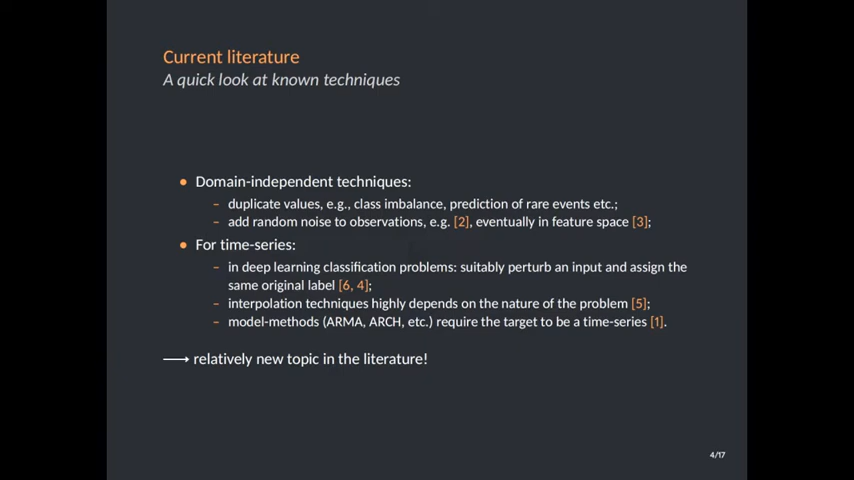 Current literature
A quick look at known techniques
• Domain-independent techniques:
– duplicate values, e.g., class imbalance, prediction of rare events etc.;
– add random noise to observations, e.g. [2], eventually in feature space [3];
• For time-series:
– in deep learning classification problems: suitably perturb an input and assign the
same original label [6, 4];
– interpolation techniques highly depends on the nature of the problem [5];
– model-methods (ARMA, ARCH, etc.) require the target to be a time-series [1].
⟶ relatively new topic in the literature!
4/17